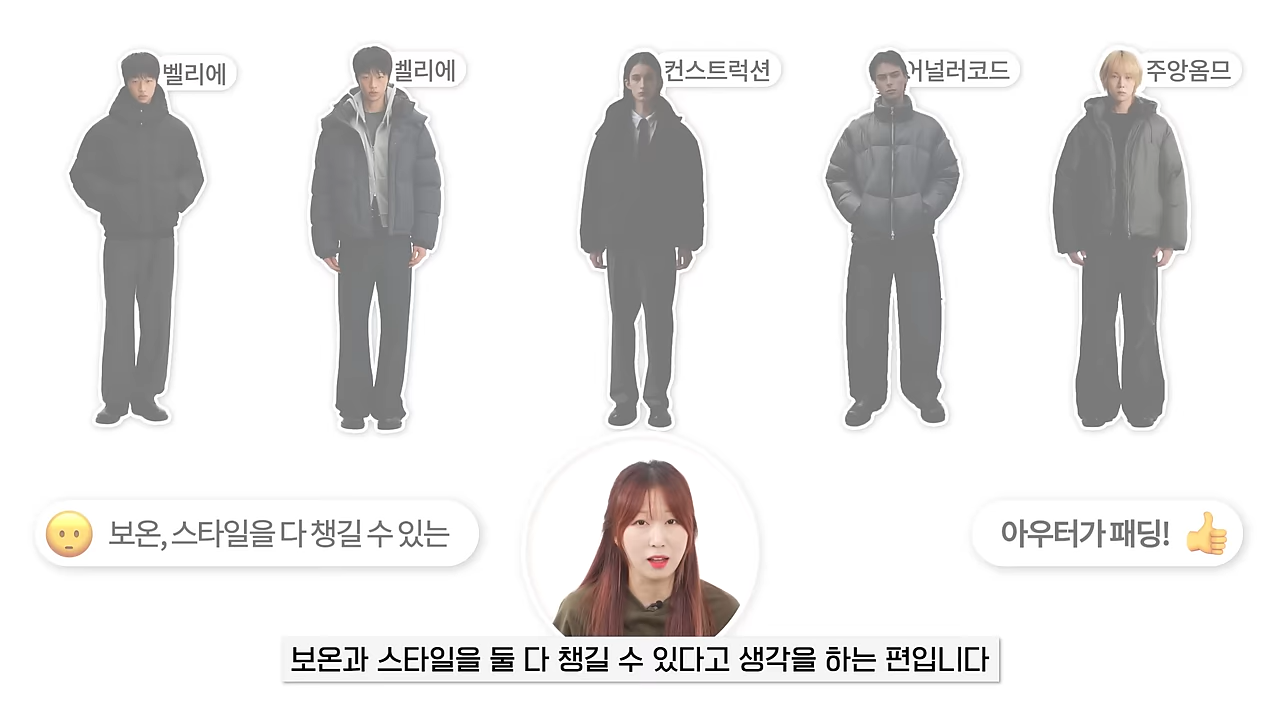 벨리에
벨리에
컨스트럭션
어널러코드
주앙옴므
보온, 스타일을 다 챙길 수 있는
아우터가 패딩!
보온과 스타일을 둘 다 챙길 수 있다고 생각을 하는 편입니다